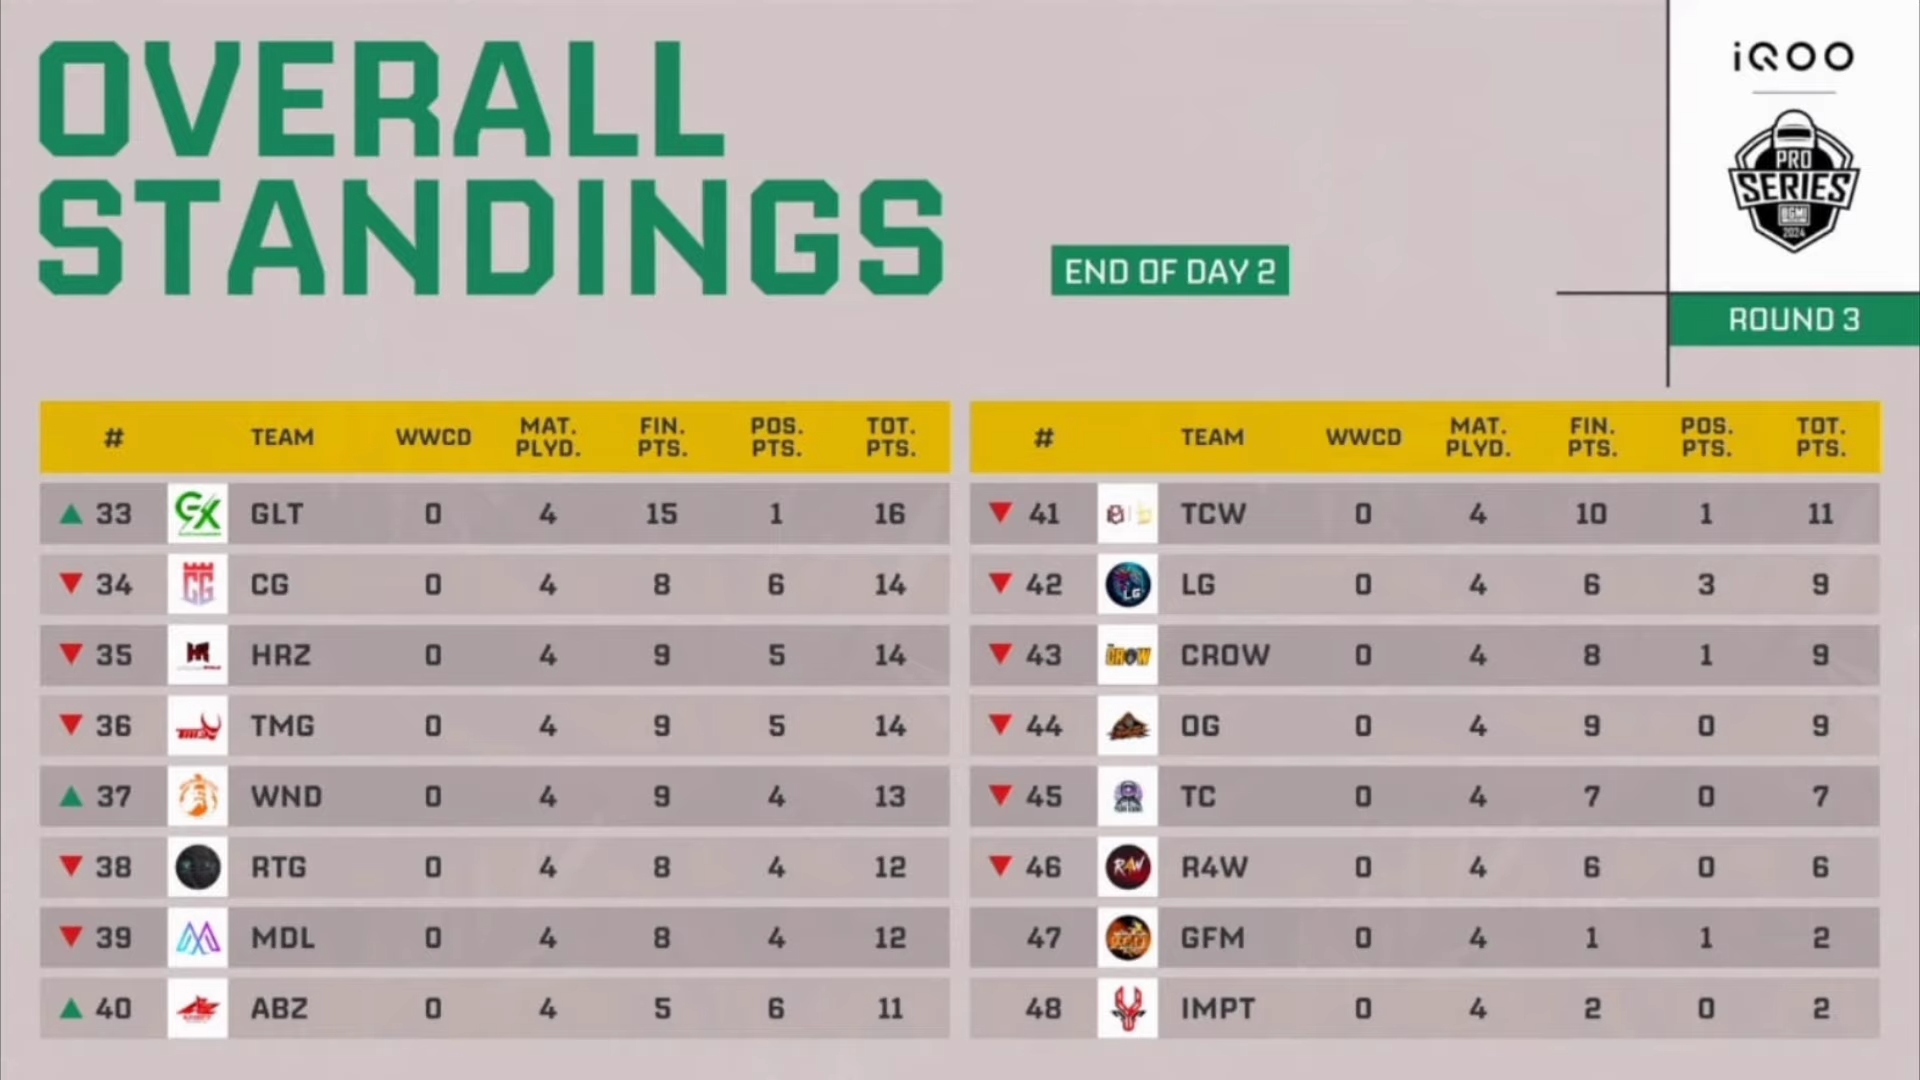 OVERALL
STANDINGS
END OF DAY 2
iQOO
PRO
SERIES
BGMI
2024
ROUND 3
# TEAM WWCD MAT. PLYD. FIN. PTS. POS. PTS. TOT. PTS.
33 GLT 0 4 15 1 16
34 CG CG 0 4 8 6 14
35 HRZ 0 4 9 5 14
36 TMG 0 4 9 5 14
37 WND 0 4 9 4 13
38 RTG 0 4 8 4 12
39 MDL 0 4 8 4 12
40 ABZ 0 4 5 6 11
# TEAM WWCD MAT. PLYD. FIN. PTS. POS. PTS. TOT. PTS.
41 TCW 0 4 10 1 11
42 LG LG 0 4 6 3 9
43 CROW CROW 0 4 8 1 9
44 OG 0 4 9 0 9
45 TC 0 4 7 0 7
46 RAW R4W 0 4 6 0 6
47 GFM 0 4 1 1 2
48 IMPT 0 4 2 0 2